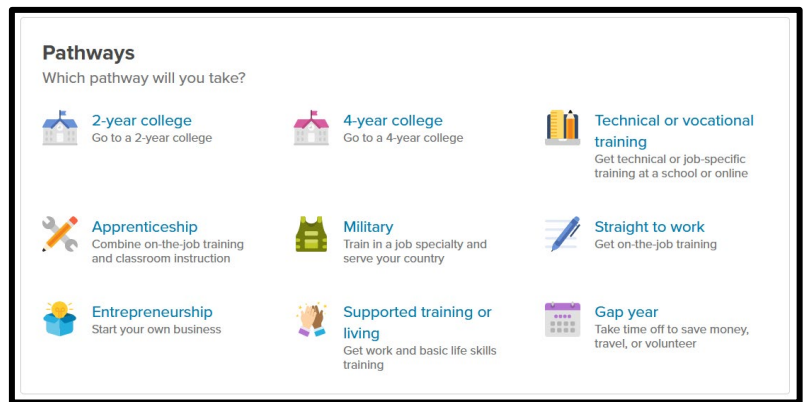 Pathways
Which pathway will you take?
2-year college
Go to a 2-year college
4-year college
Go to a 4-year college
Technical or vocational
training
Get technical or job-specific
training at a school or online
Apprenticeship
Combine on-the-job training
and classroom instruction
Military
Train in a job specialty and
serve your country
Straight to work
Get on-the-job training
Entrepreneurship
Start your own business
Supported training or
living
Get work and basic life skills
training
Gap year
Take time off to save money,
travel, or volunteer